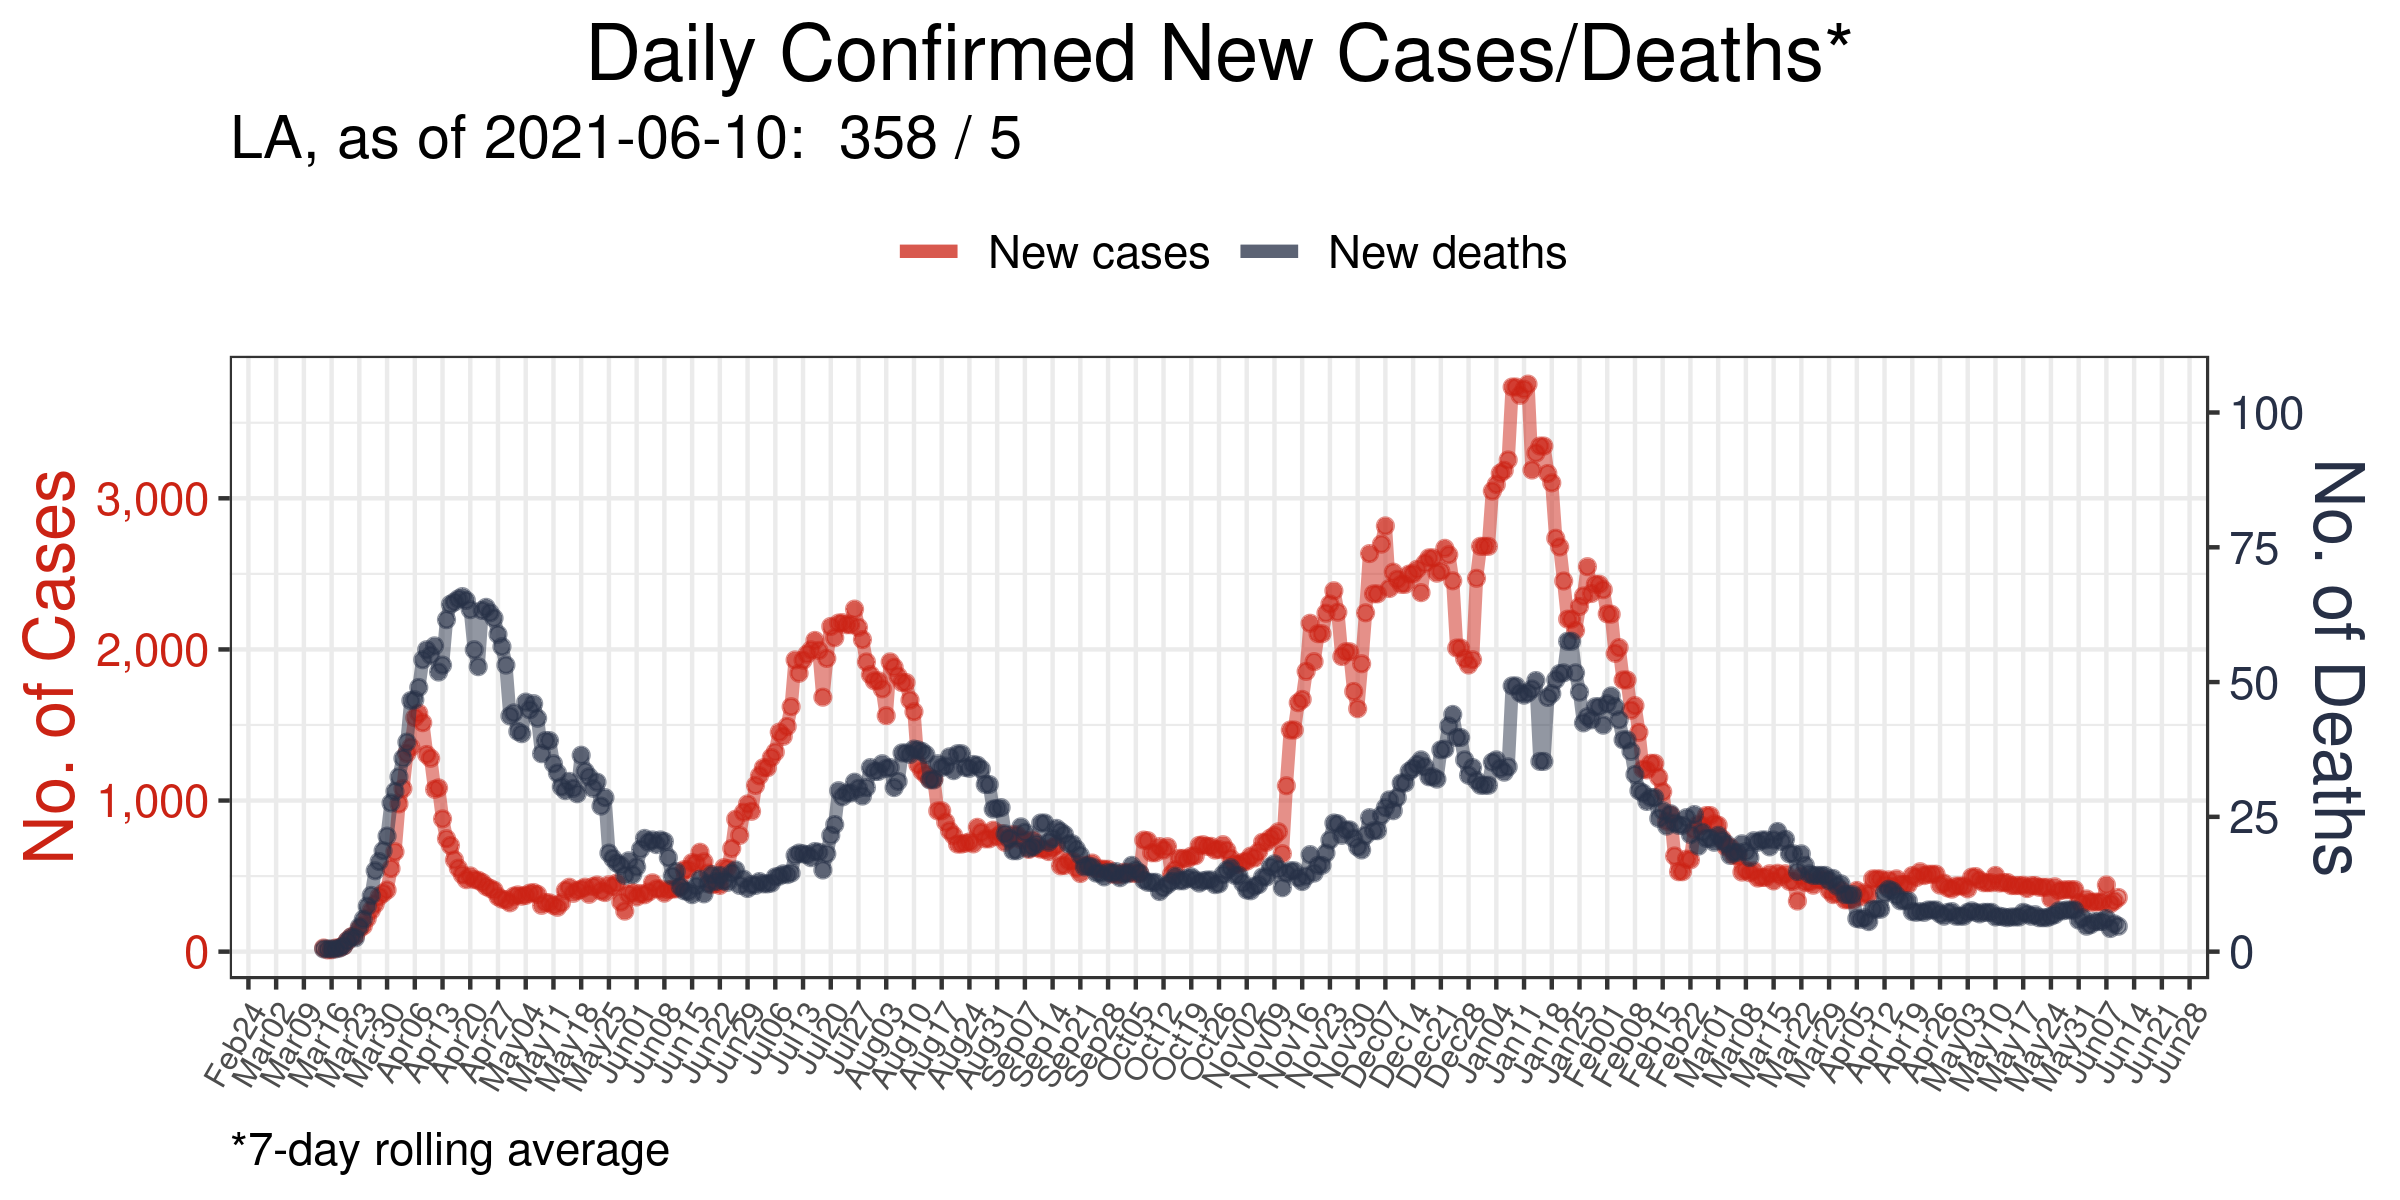 Daily Confirmed New Cases/Deaths*
LA, as of 2021-06-10:  358 / 5
New cases
New deaths
No. of Cases
3,000
2,000
1,000
0
100
75
50
25
0
No. of Deaths
Feb24
Mar02
Mar09
Mar16
Mar23
Mar30
Apr06
Apr13
Apr20
Apr27
May04
May11
May18
May25
Jun01
Jun08
Jun15
Jun22
Jun29
Jul06
Jul13
Jul20
Jul27
Aug03
Aug10
Aug17
Aug24
Aug31
Sep07
Sep14
Sep21
Sep28
Oct05
Oct12
Oct19
Oct26
Nov02
Nov09
Nov16
Nov23
Nov30
Dec07
Dec14
Dec21
Dec28
Jan04
Jan11
Jan18
Jan25
Feb01
Feb08
Feb15
Feb22
Mar01
Mar08
Mar15
Mar22
Mar29
Apr05
Apr12
Apr19
Apr26
May03
May10
May17
May24
May31
Jun07
Jun14
Jun21
Jun28
*7-day rolling average